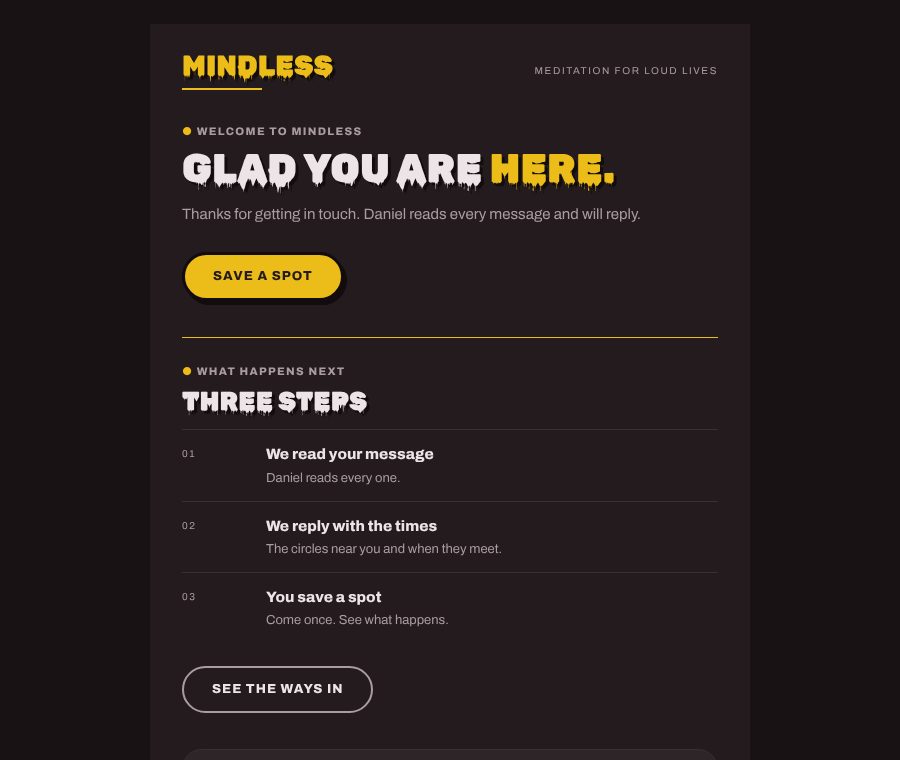 MINDLESS
MEDITATION FOR LOUD LIVES
WELCOME TO MINDLESS
GLAD YOU ARE HERE.
Thanks for getting in touch. Daniel reads every message and will reply.
SAVE A SPOT
WHAT HAPPENS NEXT
THREE STEPS
01
We read your message
Daniel reads every one.
02
We reply with the times
The circles near you and when they meet.
03
You save a spot
Come once. See what happens.
SEE THE WAYS IN